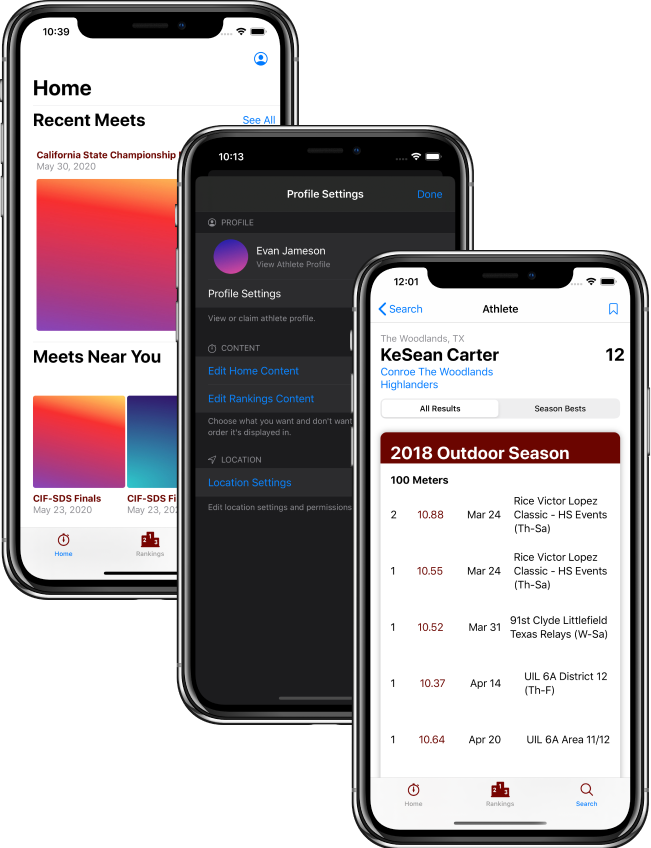 10:39
Home
Recent Meets
See All
California State Championship
May 30, 2020
Meets Near You
CIF-SDS Finals
May 23, 2020
CIF-SDS
May 23, 20
Home
Rankings
10:13
Profile Settings
Done
PROFILE
Evan Jameson
View Athlete Profile
Profile Settings
View or claim athlete profile.
CONTENT
Edit Home Content
Edit Rankings Content
Choose what you want and don't want
order it's displayed in.
LOCATION
Location Settings
Edit location settings and permissions
12:01
Search
Athlete
The Woodlands, TX
KeSean Carter
12
Conroe The Woodlands
Highlanders
All Results
Season Bests
2018 Outdoor Season
100 Meters
2 10.88 Mar 24 Rice Victor Lopez
Classic - HS Events
(Th-Sa)
1 10.55 Mar 24 Rice Victor Lopez
Classic - HS Events
(Th-Sa)
1 10.52 Mar 31 91st Clyde Littlefield
Texas Relays (W-Sa)
1 10.37 Apr 14 UIL 6A District 12
(Th-F)
1 10.64 Apr 20 UIL 6A Area 11/12
2 1 3
Home
Rankings
Search